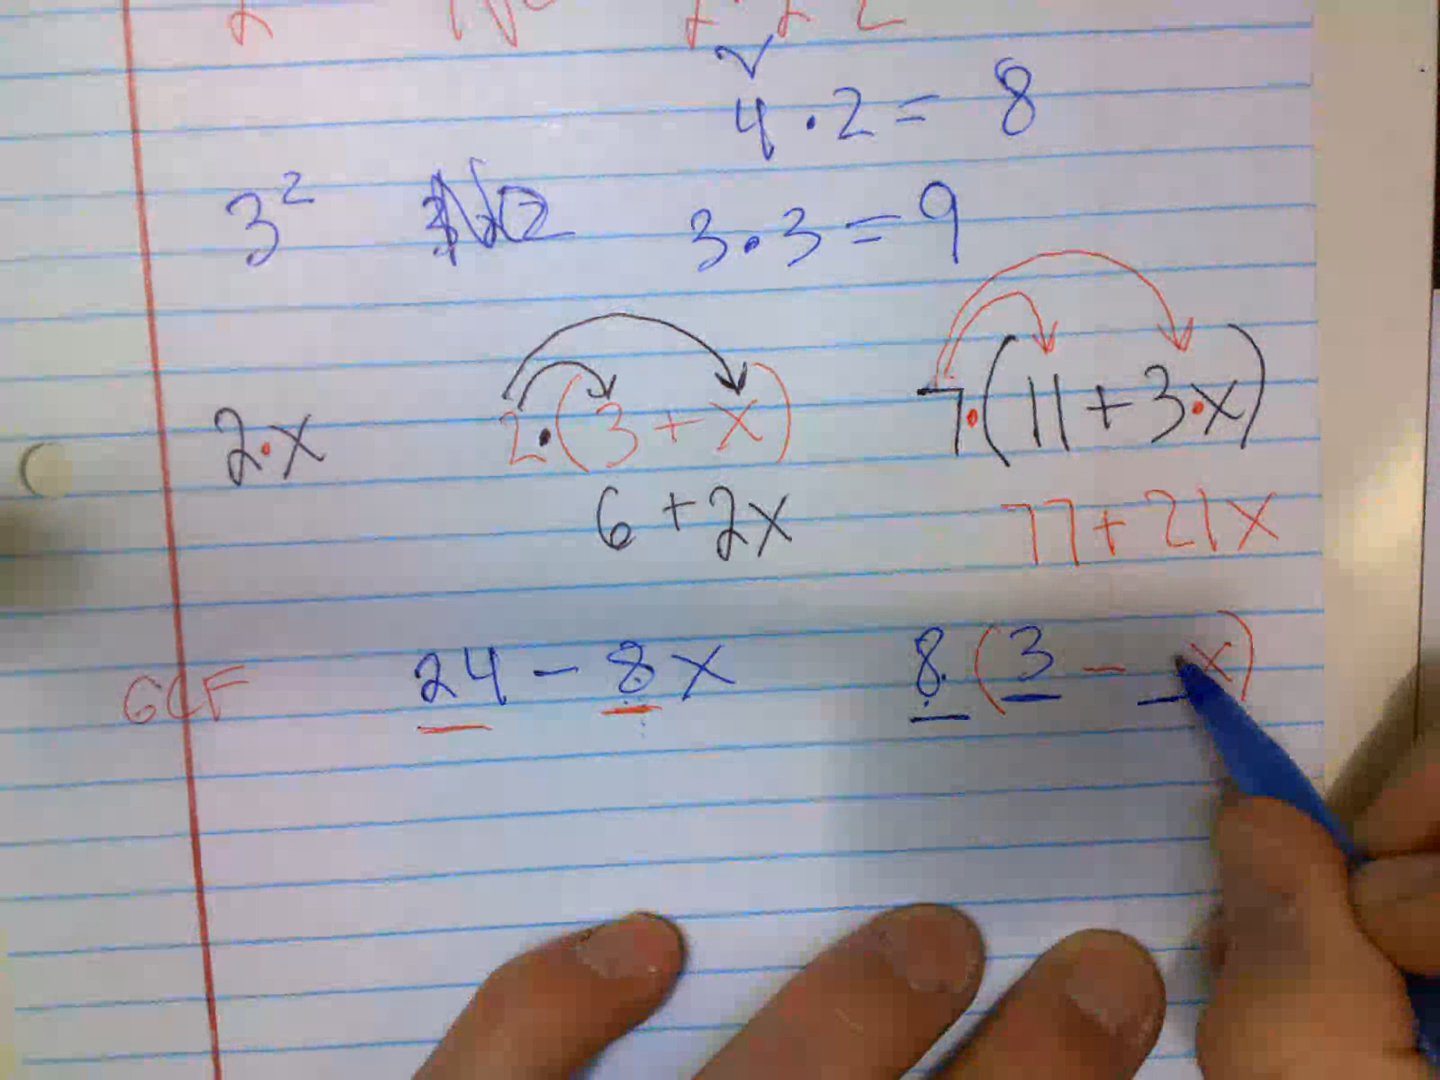 4 · 2 = 8
3² 3 · 3 = 9
2·x 2·(3 + x) 7·(11 + 3·x)
6 + 2x 77 + 21x
GCF 24 - 8x 8(3 - _x)